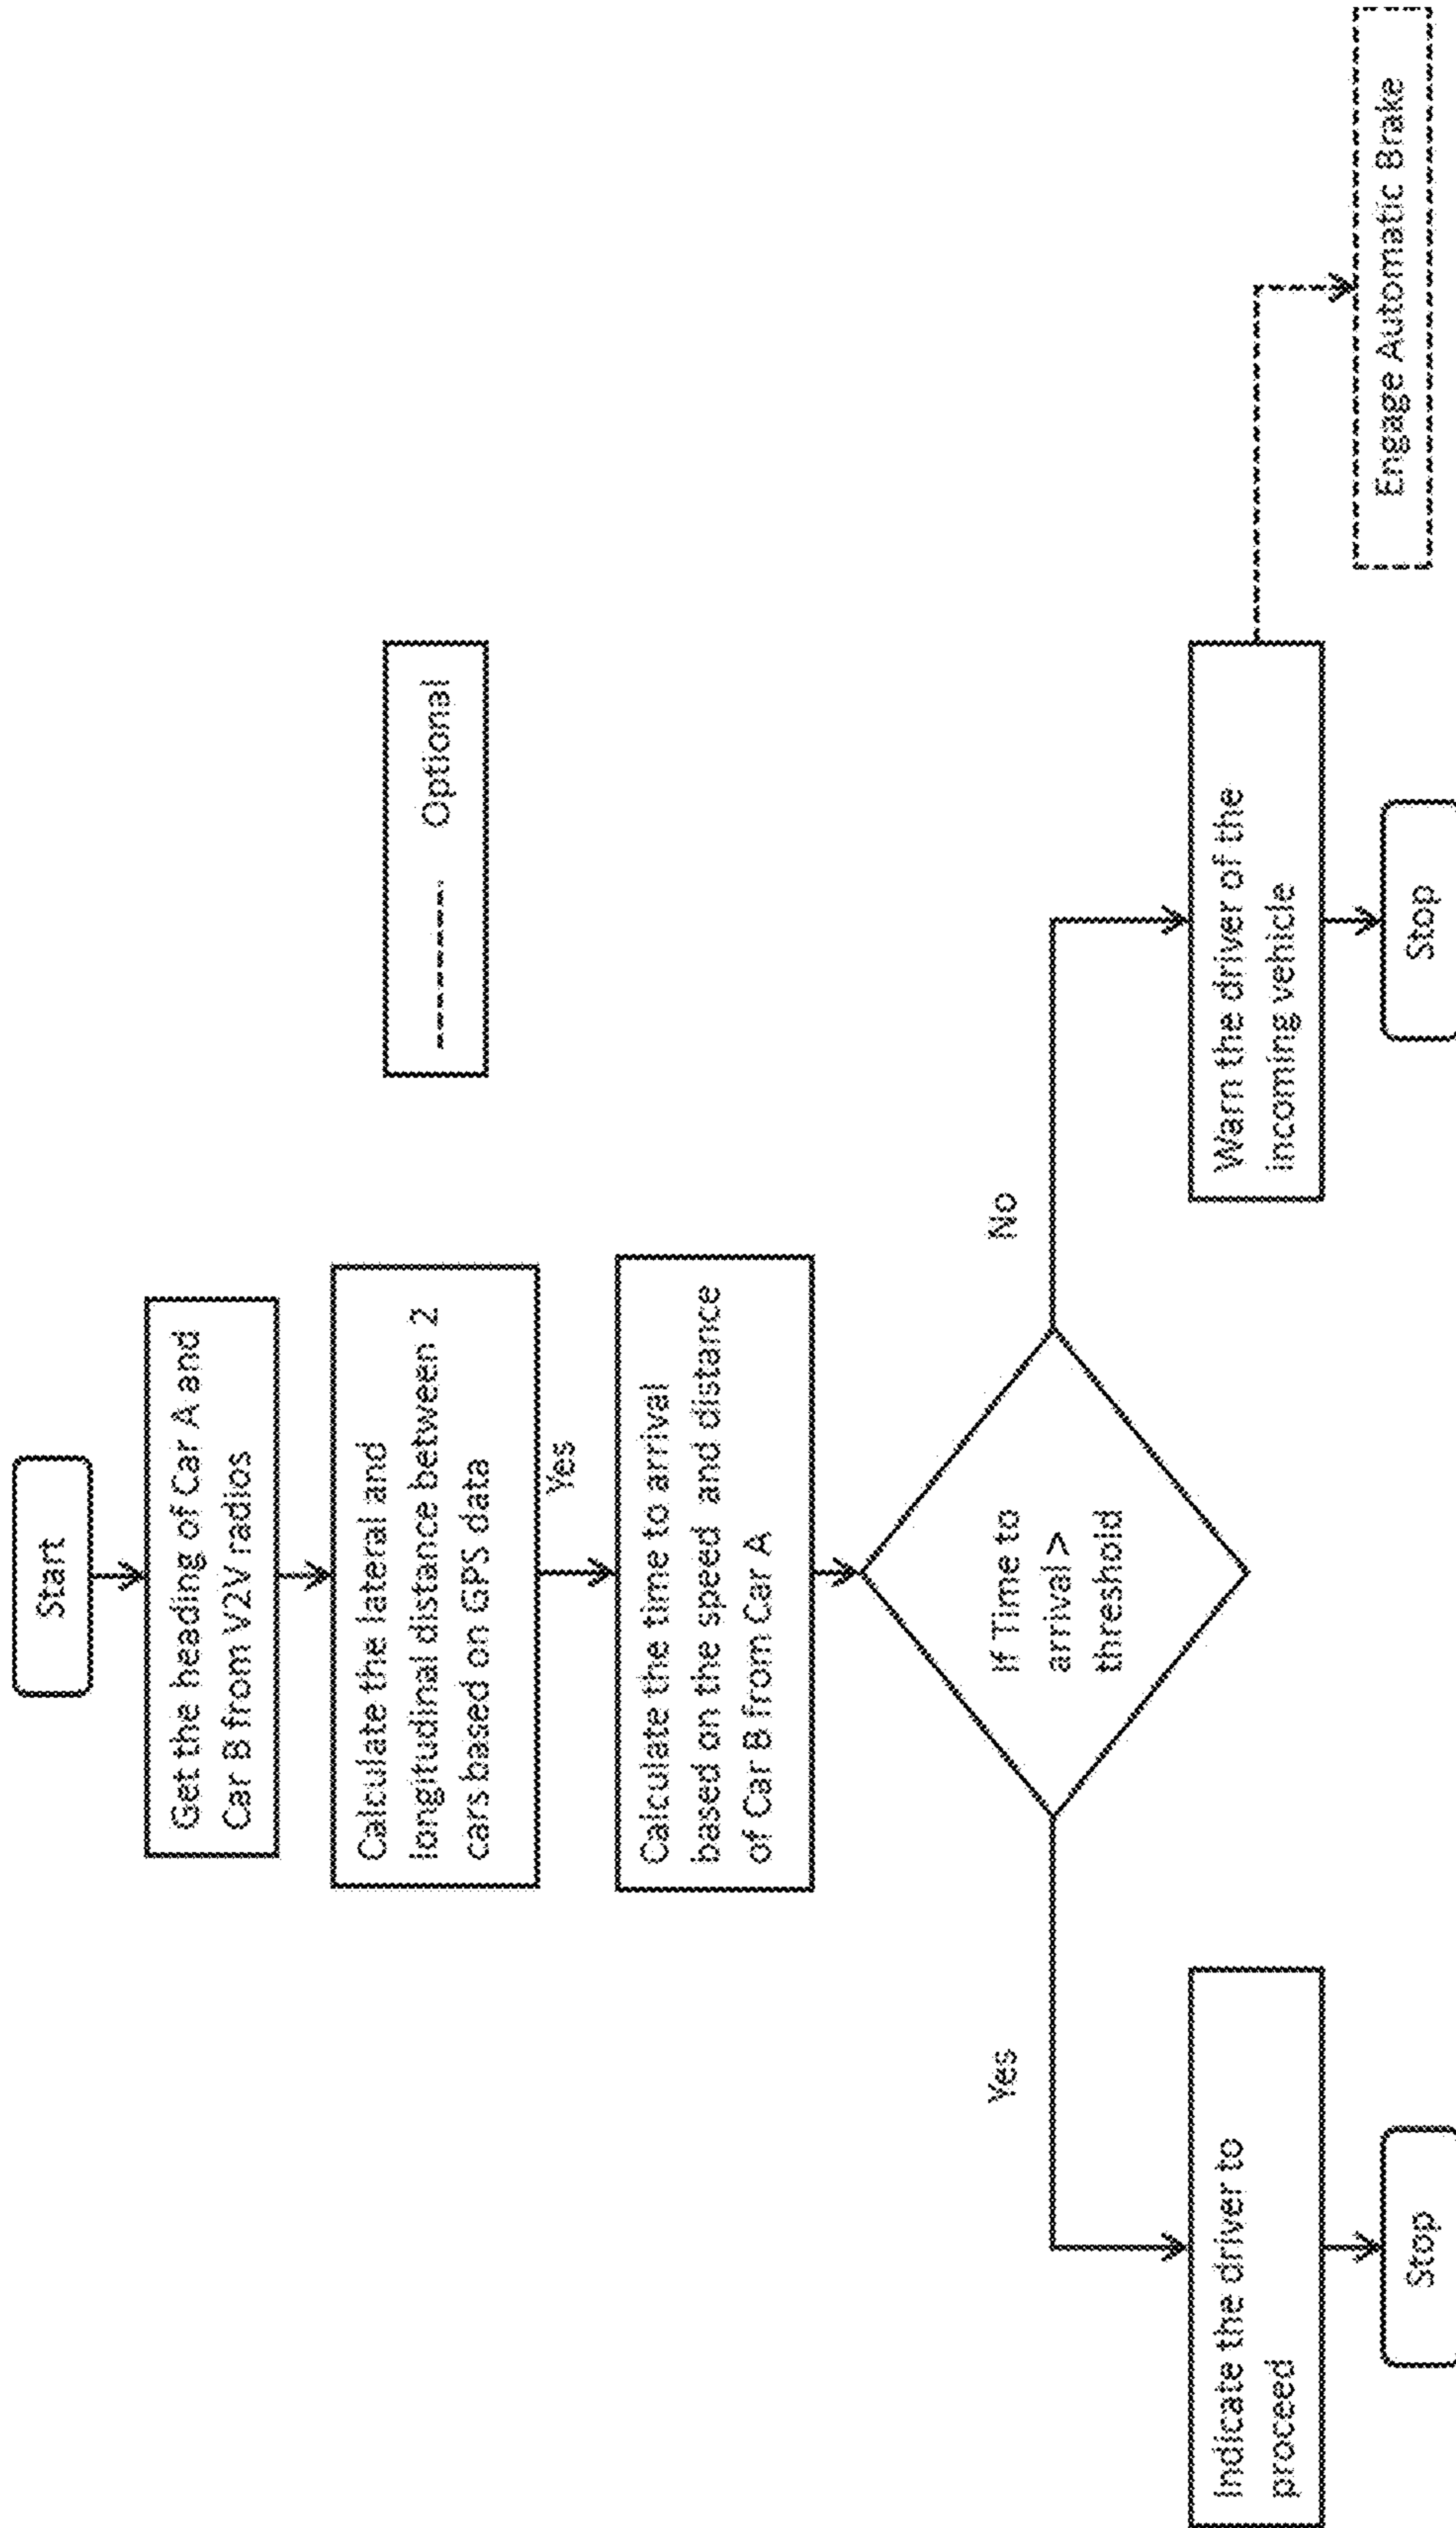 Start
Get the heading of Car A and
Car B from V2V radios
Calculate the lateral and
longitudinal distance between 2
cars based on GPS data
Yes
Calculate the time to arrival
based on the speed and distance
of Car B from Car A
If Time to
arrival >
threshold
Yes
No
Indicate the driver to
proceed
Stop
Warn the driver of the
incoming vehicle
Stop
Engage Automatic Brake
Optional